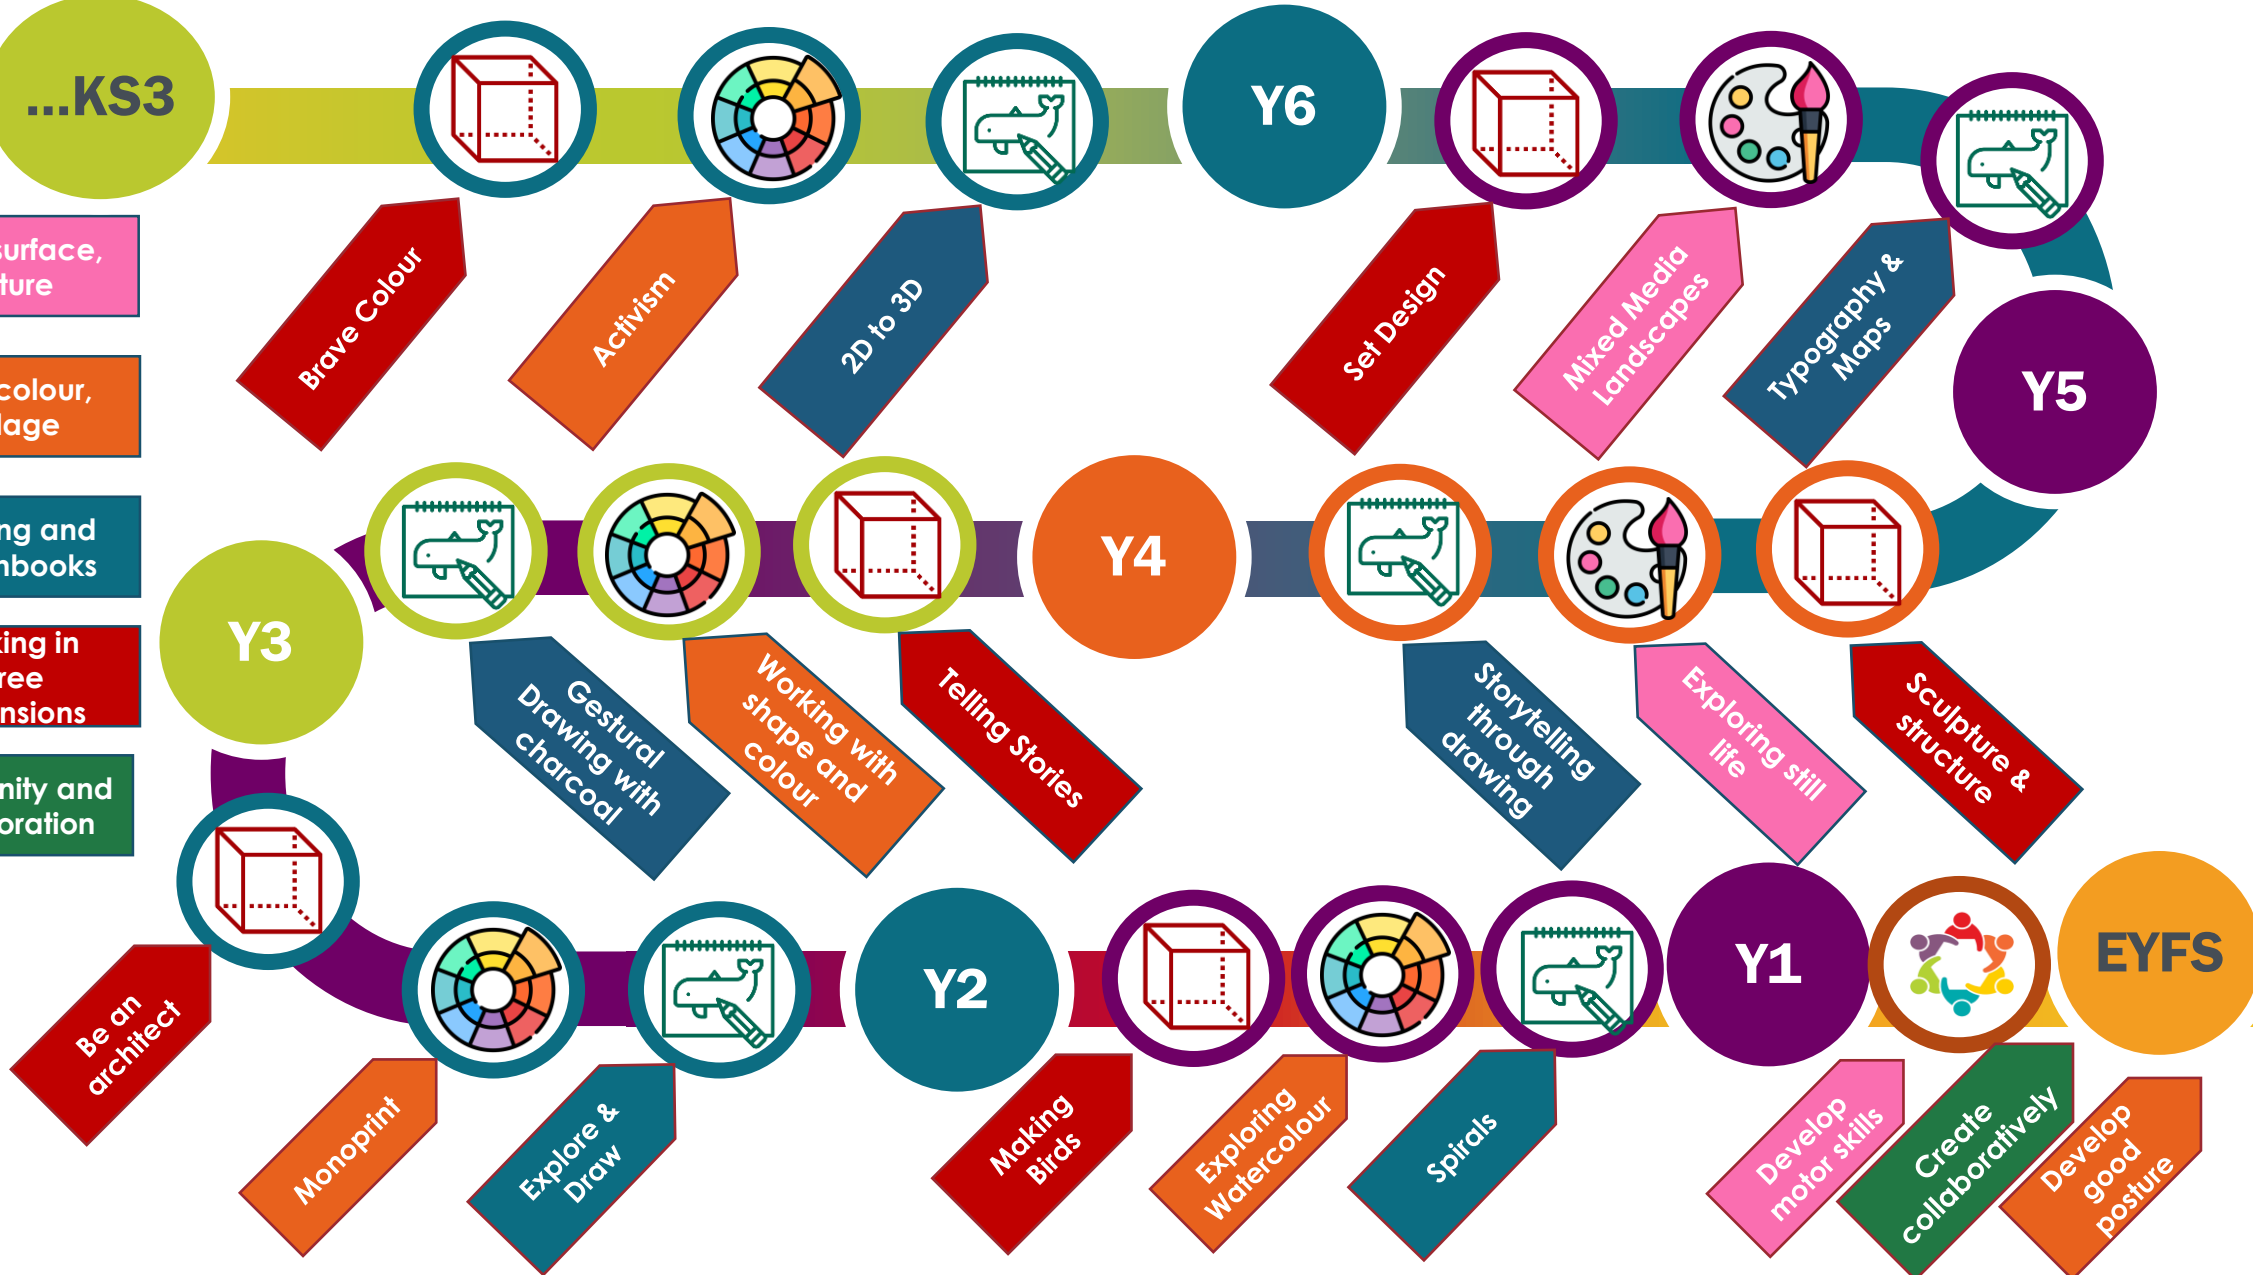 ...KS3
Y6
surface,
ture
Brave Colour
Activism
2D to 3D
Set Design
Mixed Media
Landscapes
Typography &
Maps
Y5
colour,
lage
ng and
hbooks
Y4
Y3
king in
ree
nsions
Gestural
Drawing with
charcoal
Working with
shape and
colour
Telling Stories
Storytelling
through
drawing
Exploring still
life
Sculpture &
structure
nity and
oration
Y2
Y1
EYFS
Be an
architect
Monoprint
Explore &
Draw
Making
Birds
Exploring
Watercolour
Spirals
Develop
motor skills
Create
collaboratively
Develop
good
posture